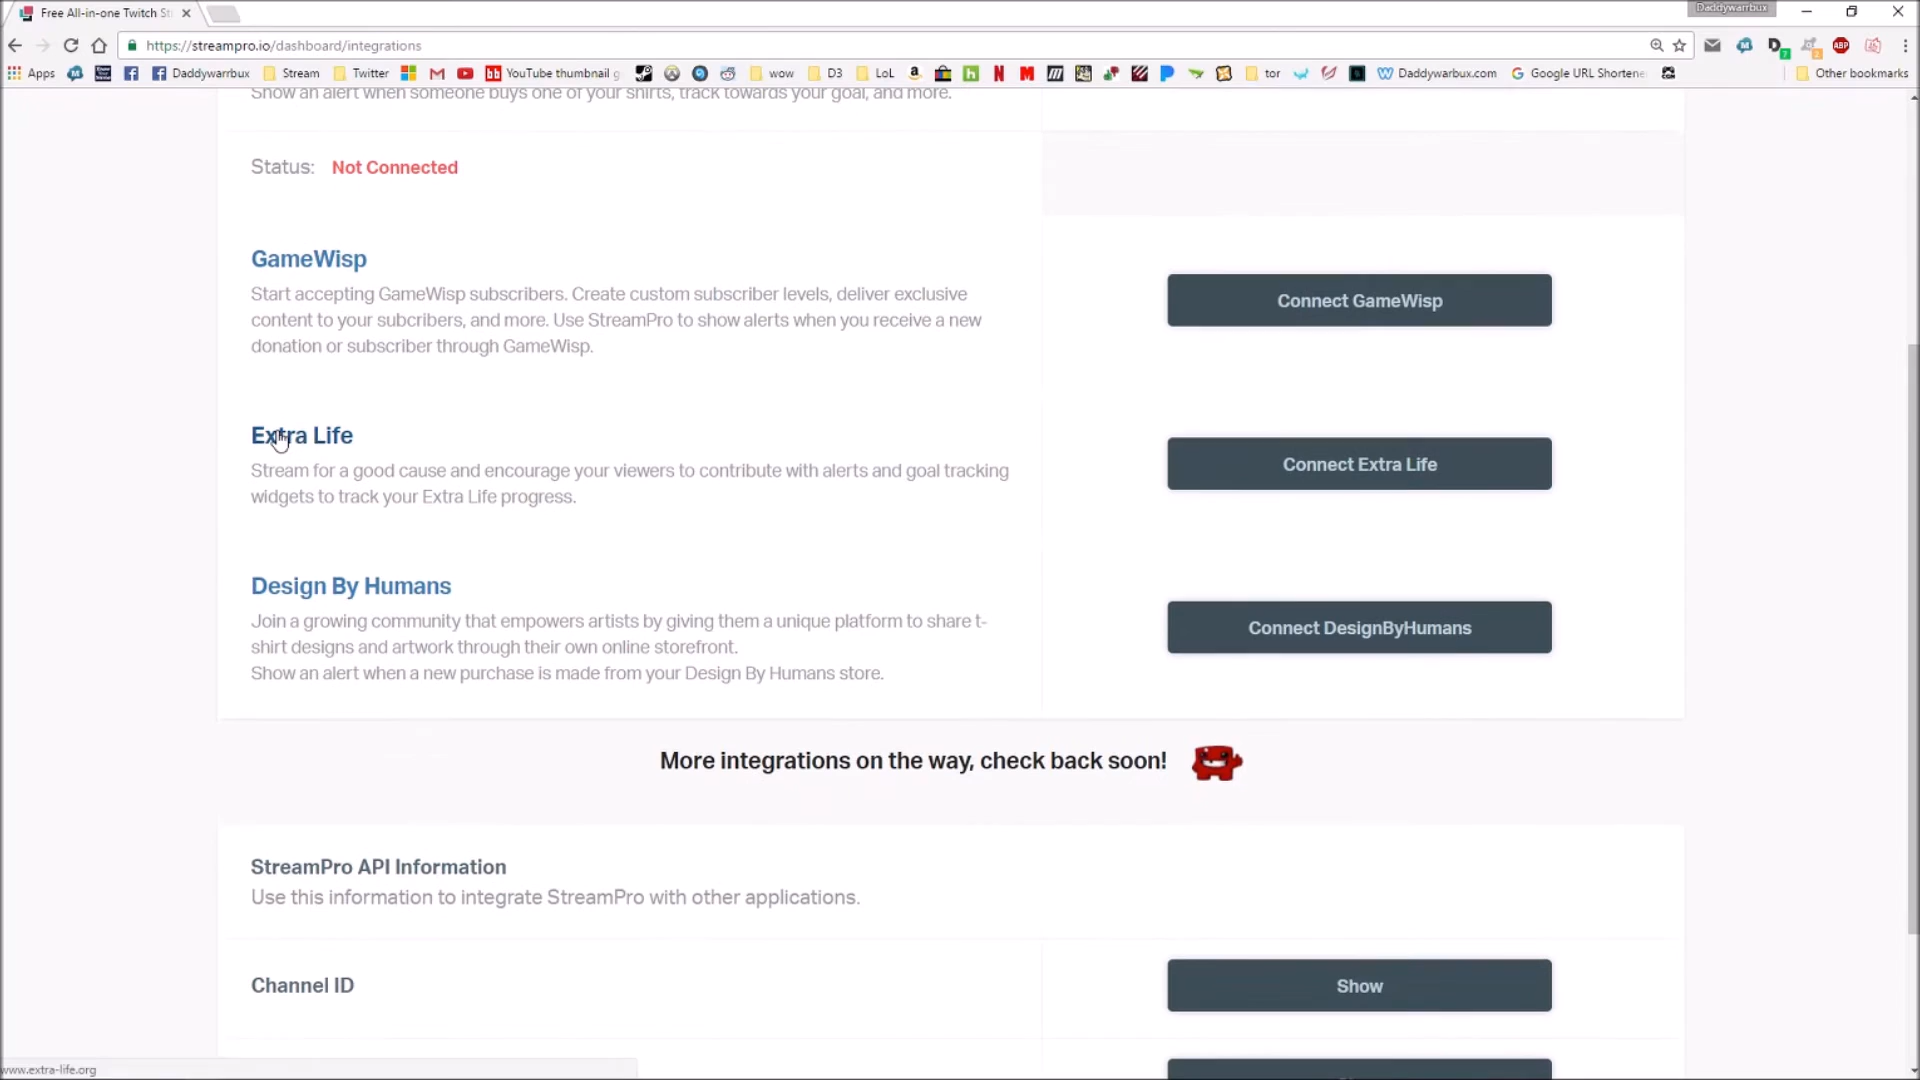 Free All-in-one Twitch St
Daddywarrbux
https://streampro.io/dashboard/integrations
Apps Daddywarrbux Stream Twitter YouTube thumbnail g wow D3 LoL tor Daddywarbux.com Google URL Shortene Other bookmarks
Show an alert when someone buys one of your shirts, track towards your goal, and more.
Status: Not Connected
GameWisp
Start accepting GameWisp subscribers. Create custom subscriber levels, deliver exclusive
content to your subcribers, and more. Use StreamPro to show alerts when you receive a new
donation or subscriber through GameWisp.
Connect GameWisp
Extra Life
Stream for a good cause and encourage your viewers to contribute with alerts and goal tracking
widgets to track your Extra Life progress.
Connect Extra Life
Design By Humans
Join a growing community that empowers artists by giving them a unique platform to share t-
shirt designs and artwork through their own online storefront.
Show an alert when a new purchase is made from your Design By Humans store.
Connect DesignByHumans
More integrations on the way, check back soon!
StreamPro API Information
Use this information to integrate StreamPro with other applications.
Channel ID
Show
www.extra-life.org